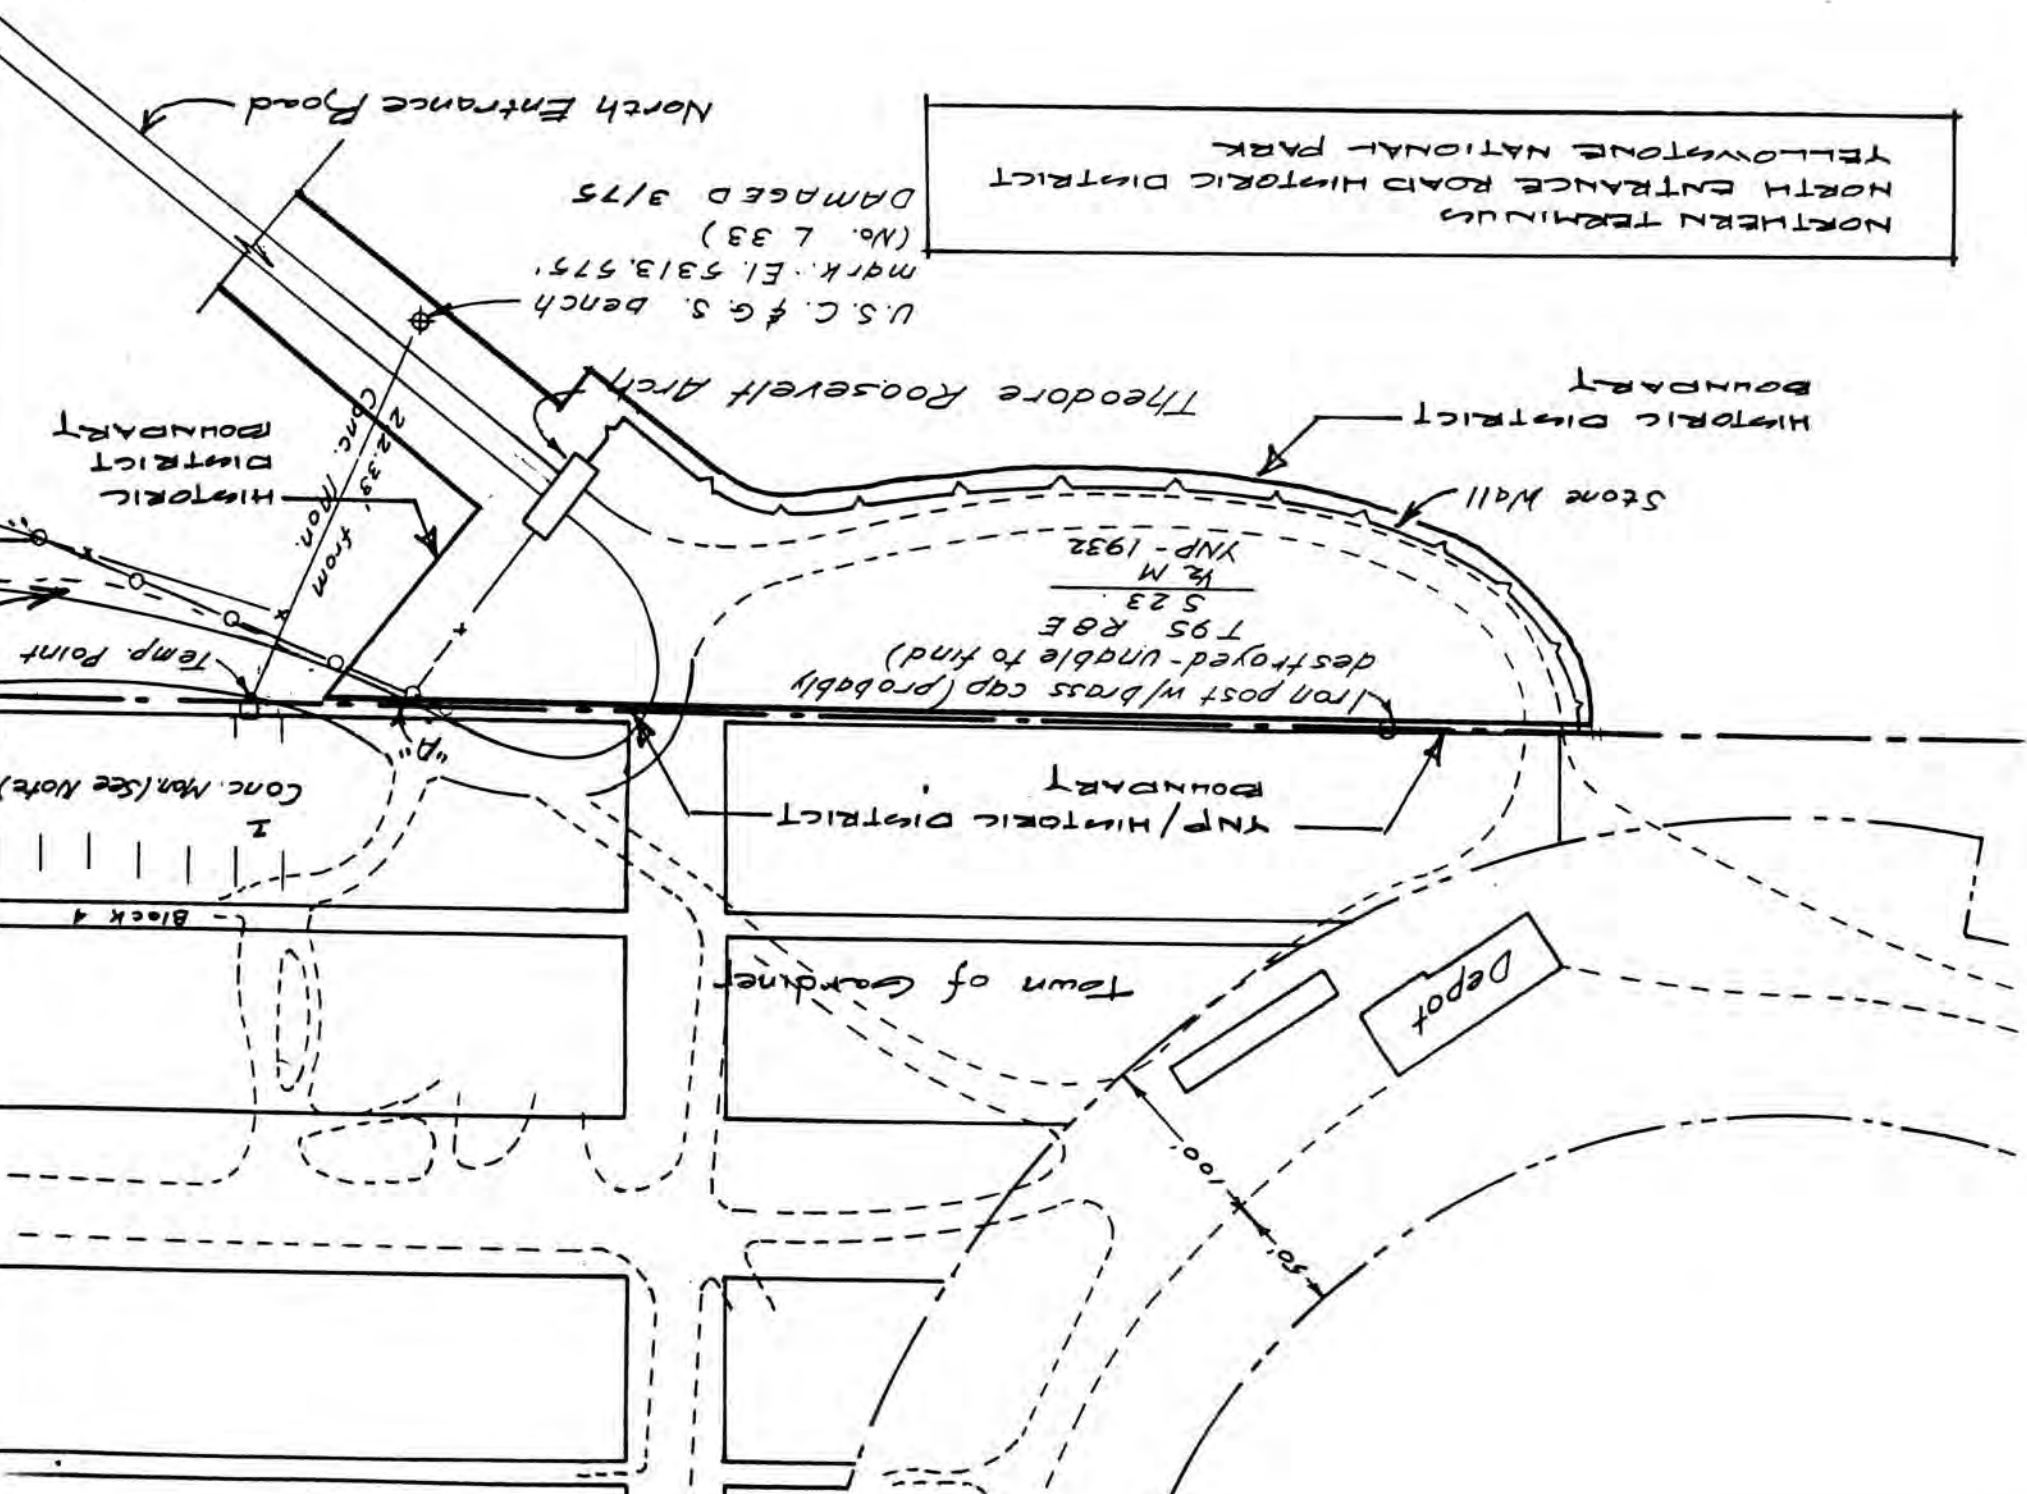 Depot
50'
100'
Town of Gardiner
Block 4
YNP/HISTORIC DISTRICT
BOUNDARY
I
Conc. Mon. (See Note)
"A"
Temp. Point
Iron post w/brass cap (probably
destroyed-unable to find)
T9S R8E
S 23
½ M
YNP-1932
Stone Wall
HISTORIC DISTRICT
BOUNDARY
HISTORIC
DISTRICT
BOUNDARY
212.33' from
Conc. Mon.
Theodore Roosevelt Arch
U.S.C. & G.S. bench
mark. El. 5313.575'
(No. L 33)
DAMAGED 3/75
North Entrance Road
NORTHERN TERMINUS
NORTH ENTRANCE ROAD HISTORIC DISTRICT
YELLOWSTONE NATIONAL PARK